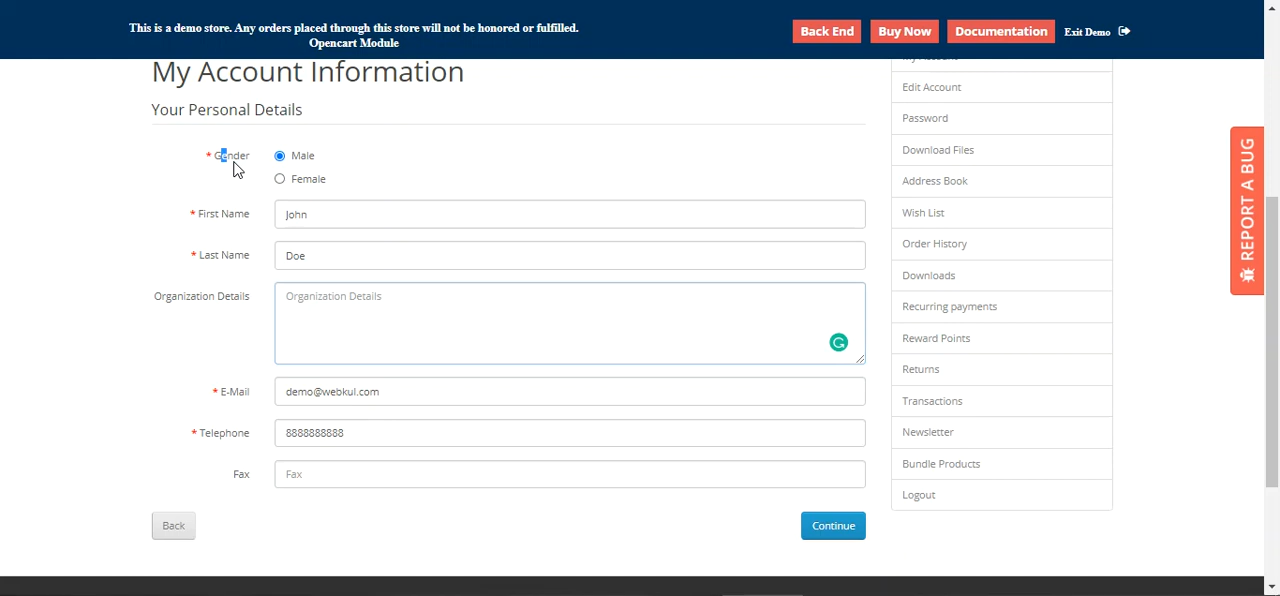 This is a demo store. Any orders placed through this store will not be honored or fulfilled.
Opencart Module
Back End
Buy Now
Documentation
Exit Demo
My Account Information
Your Personal Details
* Gender
Male
Female
* First Name
John
* Last Name
Doe
Organization Details
Organization Details
* E-Mail
demo@webkul.com
* Telephone
8888888888
Fax
Fax
Back
Continue
My Account
Edit Account
Password
Download Files
Address Book
Wish List
Order History
Downloads
Recurring payments
Reward Points
Returns
Transactions
Newsletter
Bundle Products
Logout
REPORT A BUG